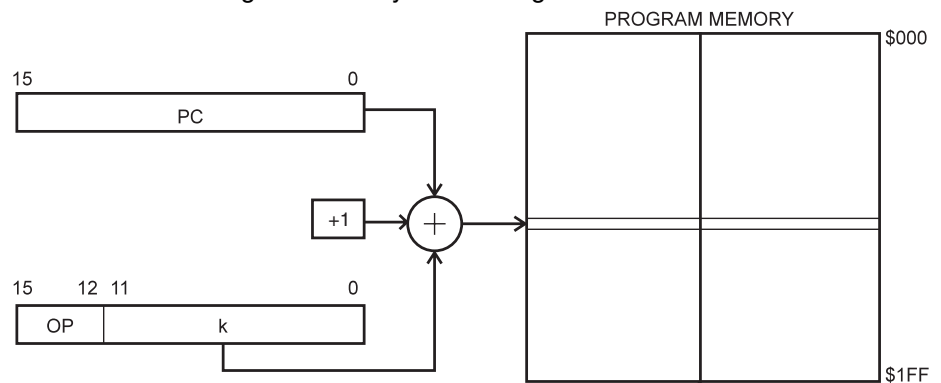 PROGRAM MEMORY
$000
15 0
PC
+1
+
15 12 11 0
OP k
$1FF